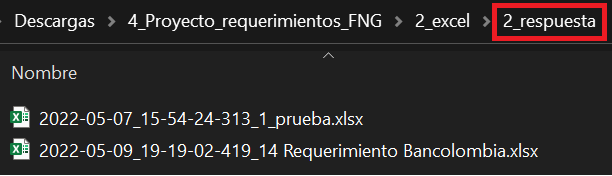 Descargas > 4_Proyecto_requerimientos_FNG > 2_excel > 2_respuesta
Nombre
2022-05-07_15-54-24-313_1_prueba.xlsx
2022-05-09_19-19-02-419_14 Requerimiento Bancolombia.xlsx